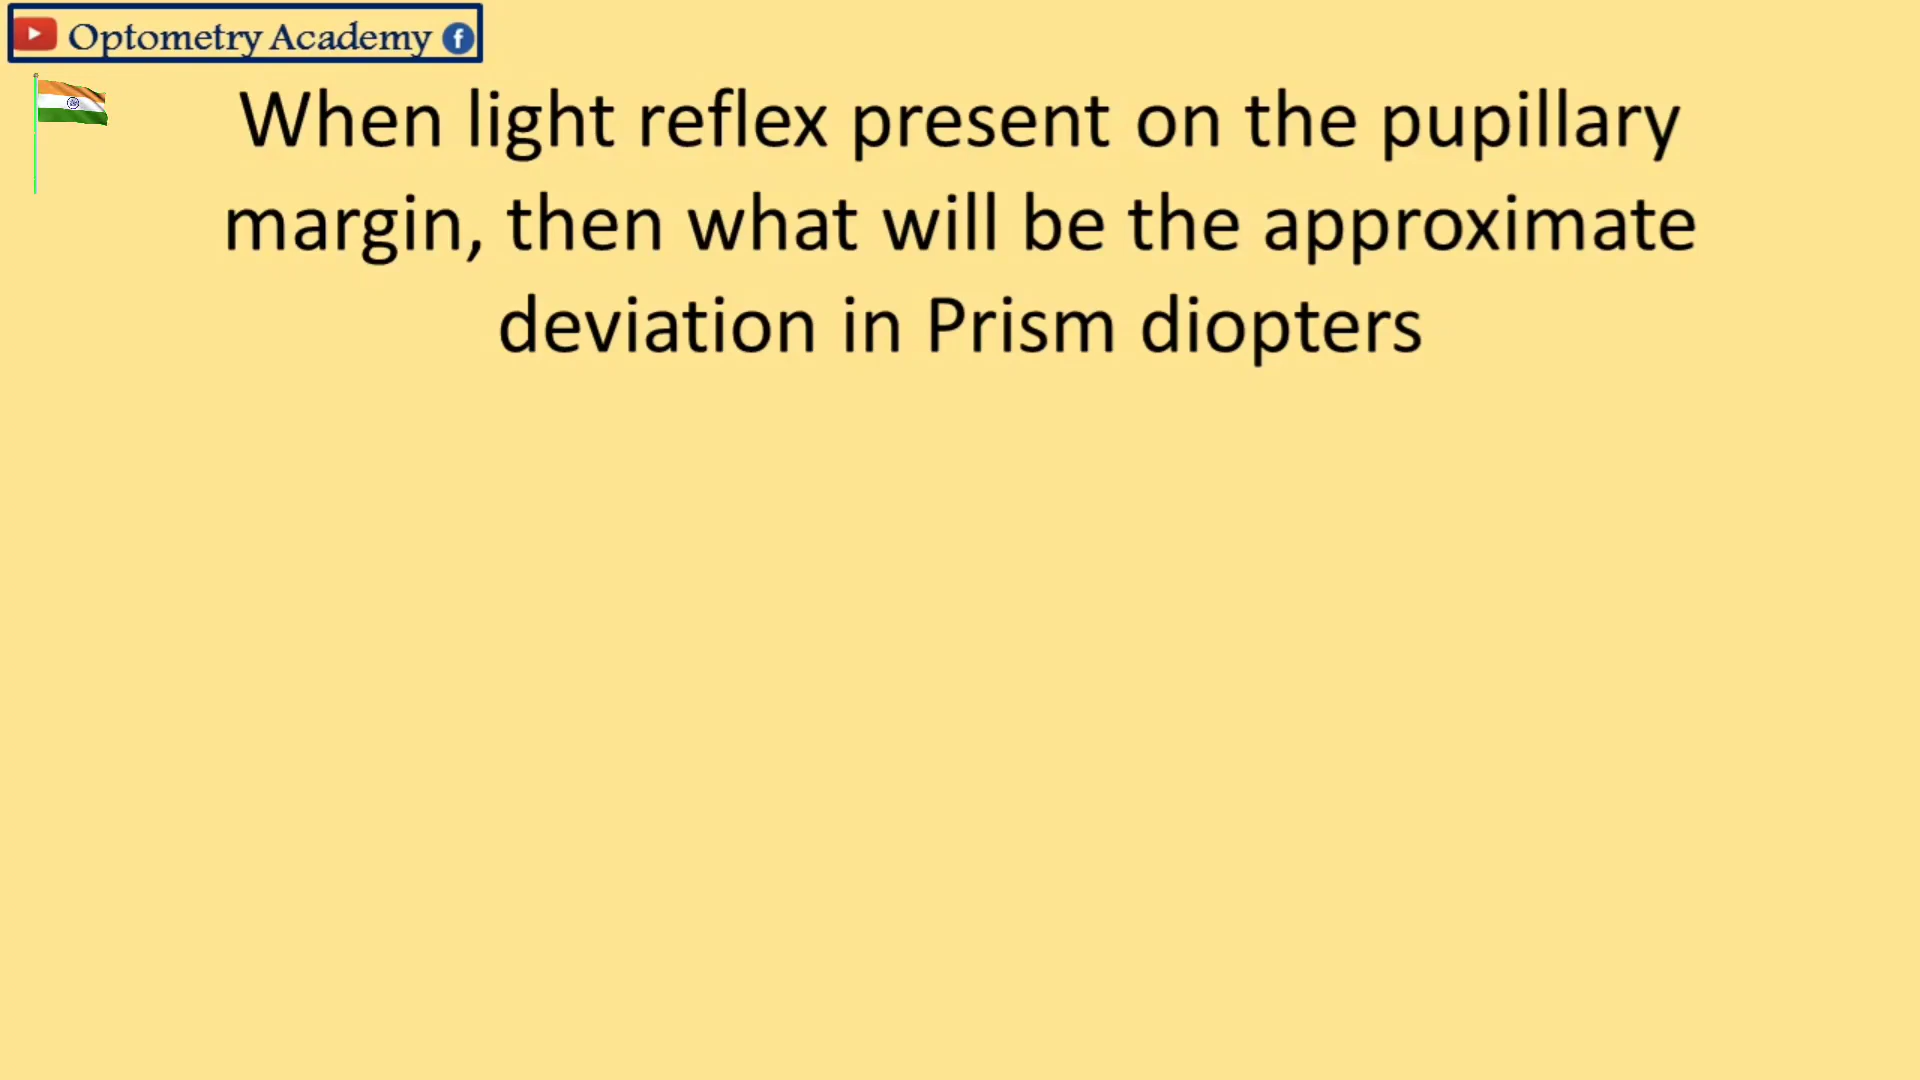 Optometry Academy
When light reflex present on the pupillary
margin, then what will be the approximate
deviation in Prism diopters